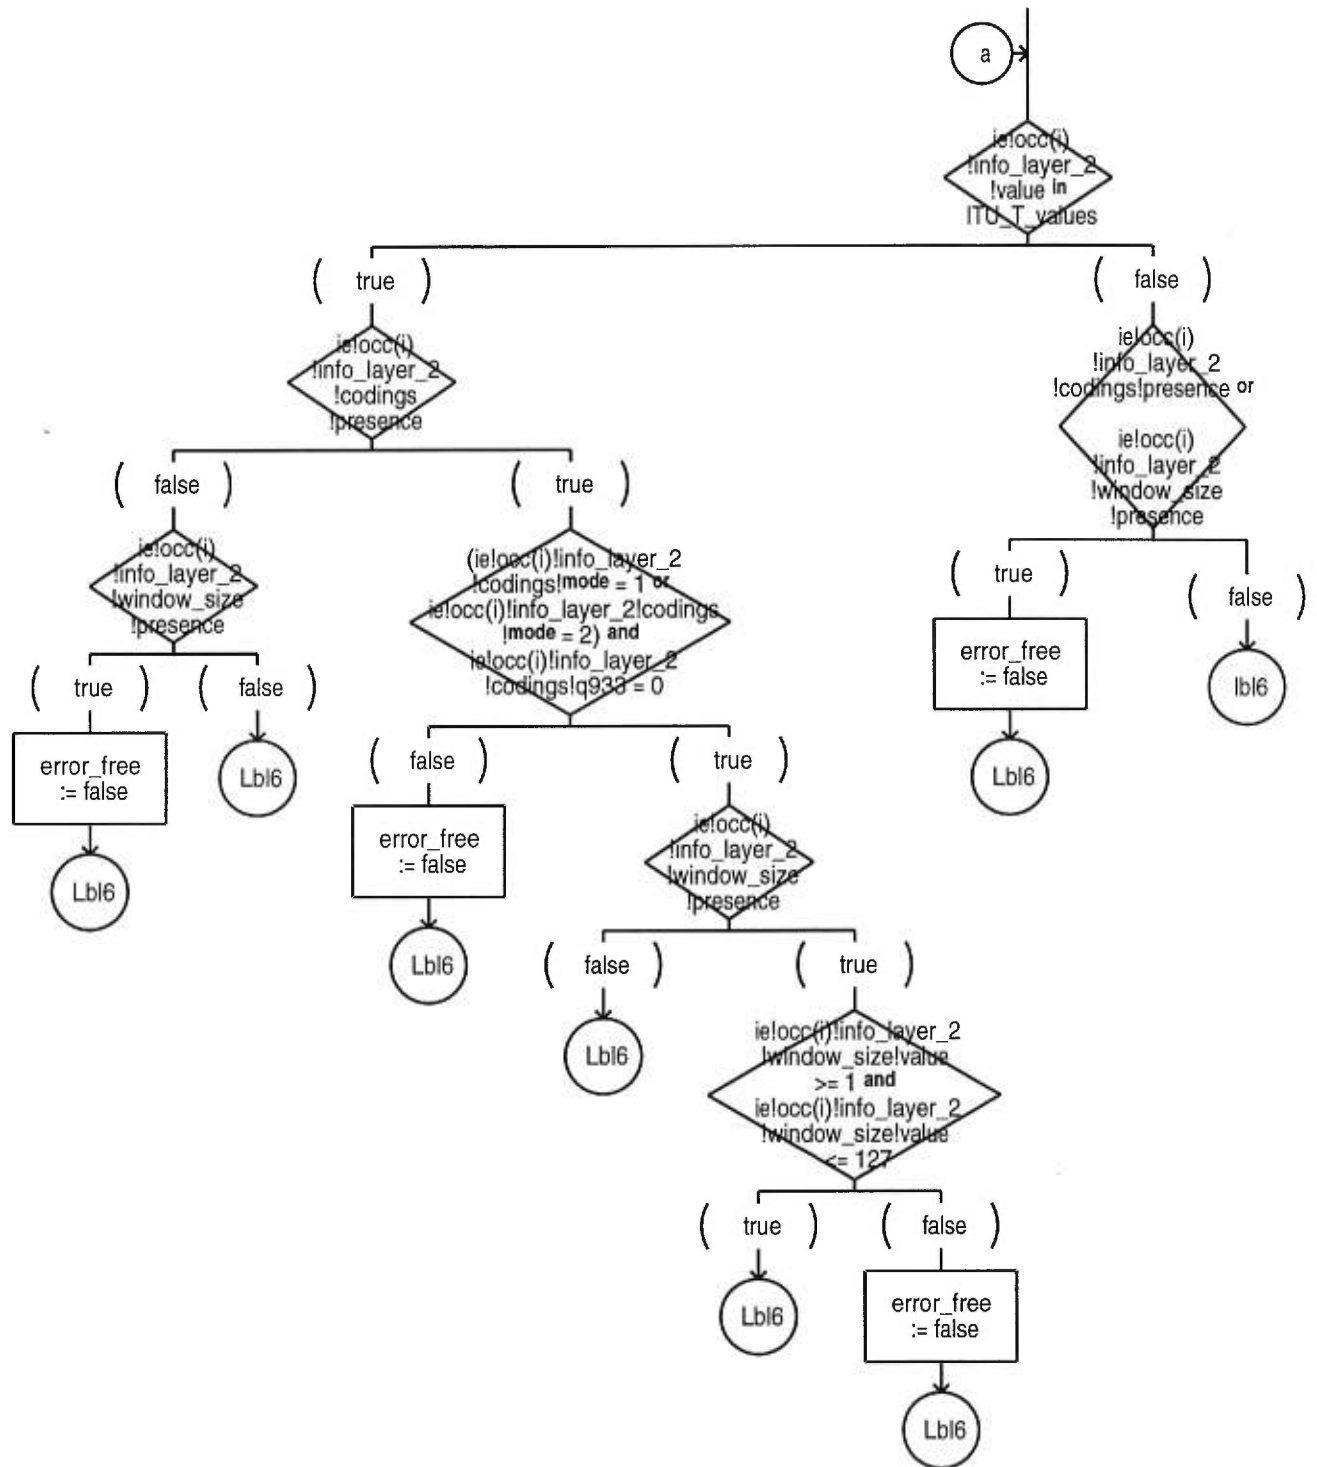 a
ie!occ(i)
!info_layer_2
!value in
ITU_T_values
( true )
( false )
ie!occ(i)
!info_layer_2
!codings
!presence
ie!occ(i)
!info_layer_2
!codings!presence or
ie!occ(i)
!info_layer_2
!window_size
!presence
( false )
( true )
ie!occ(i)
!info_layer_2
!window_size
!presence
(ie!occ(i)!info_layer_2
!codings!mode = 1 or
ie!occ(i)!info_layer_2!codings
!mode = 2) and
ie!occ(i)!info_layer_2
!codings!q933 = 0
( true )
( false )
error_free
:= false
lbl6
Lbl6
( true )
( false )
error_free
:= false
Lbl6
Lbl6
( false )
( true )
error_free
:= false
Lbl6
ie!occ(i)
!info_layer_2
!window_size
!presence
( false )
( true )
Lbl6
ie!occ(i)!info_layer_2
!window_size!value
>= 1 and
ie!occ(i)!info_layer_2
!window_size!value
<= 127
( true )
( false )
Lbl6
error_free
:= false
Lbl6